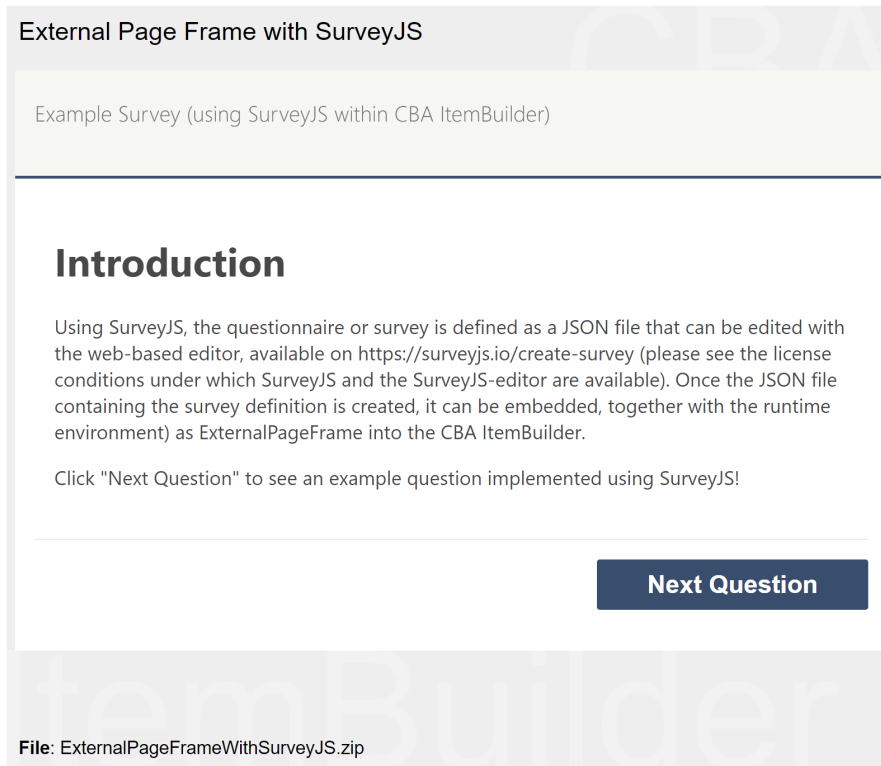 External Page Frame with SurveyJS
CBA
Example Survey (using SurveyJS within CBA ItemBuilder)
Introduction
Using SurveyJS, the questionnaire or survey is defined as a JSON file that can be edited with
the web-based editor, available on https://surveyjs.io/create-survey (please see the license
conditions under which SurveyJS and the SurveyJS-editor are available). Once the JSON file
containing the survey definition is created, it can be embedded, together with the runtime
environment) as ExternalPageFrame into the CBA ItemBuilder.
Click "Next Question" to see an example question implemented using SurveyJS!
Next Question
ItemBuilder
File: ExternalPageFrameWithSurveyJS.zip